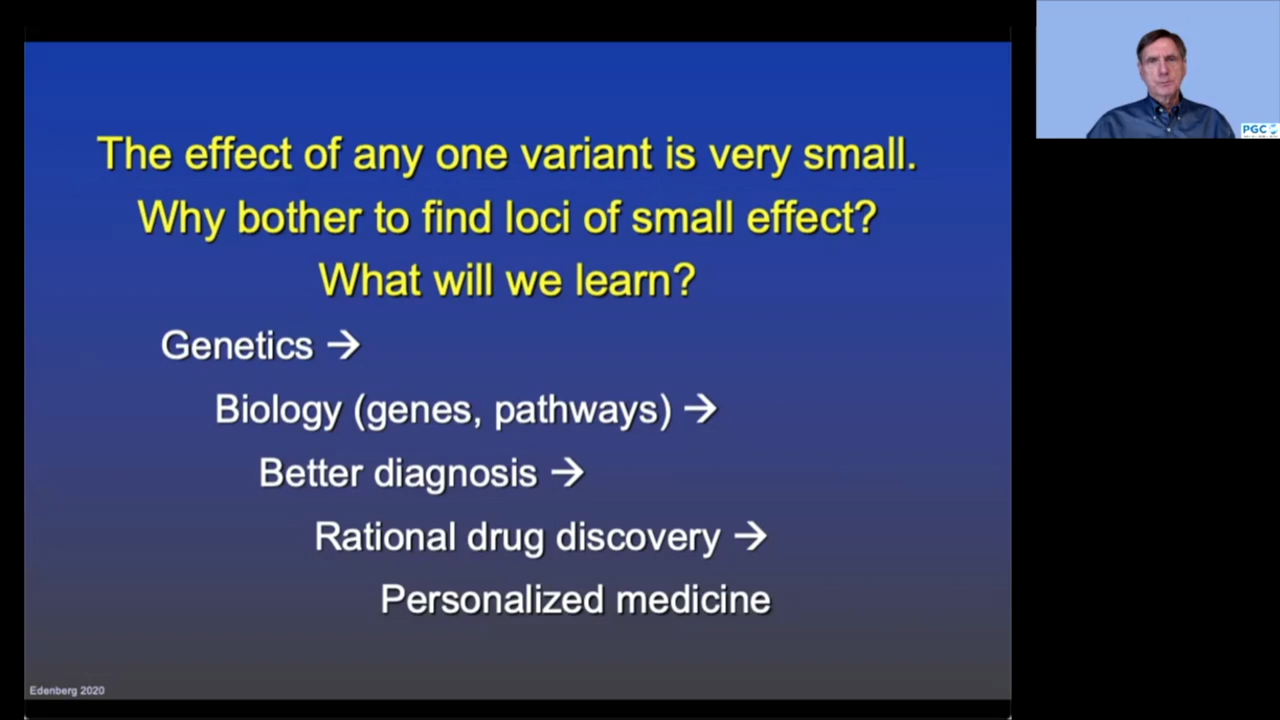 The effect of any one variant is very small.
Why bother to find loci of small effect?
What will we learn?
Genetics →
Biology (genes, pathways) →
Better diagnosis →
Rational drug discovery →
Personalized medicine
Edenberg 2020
PGC